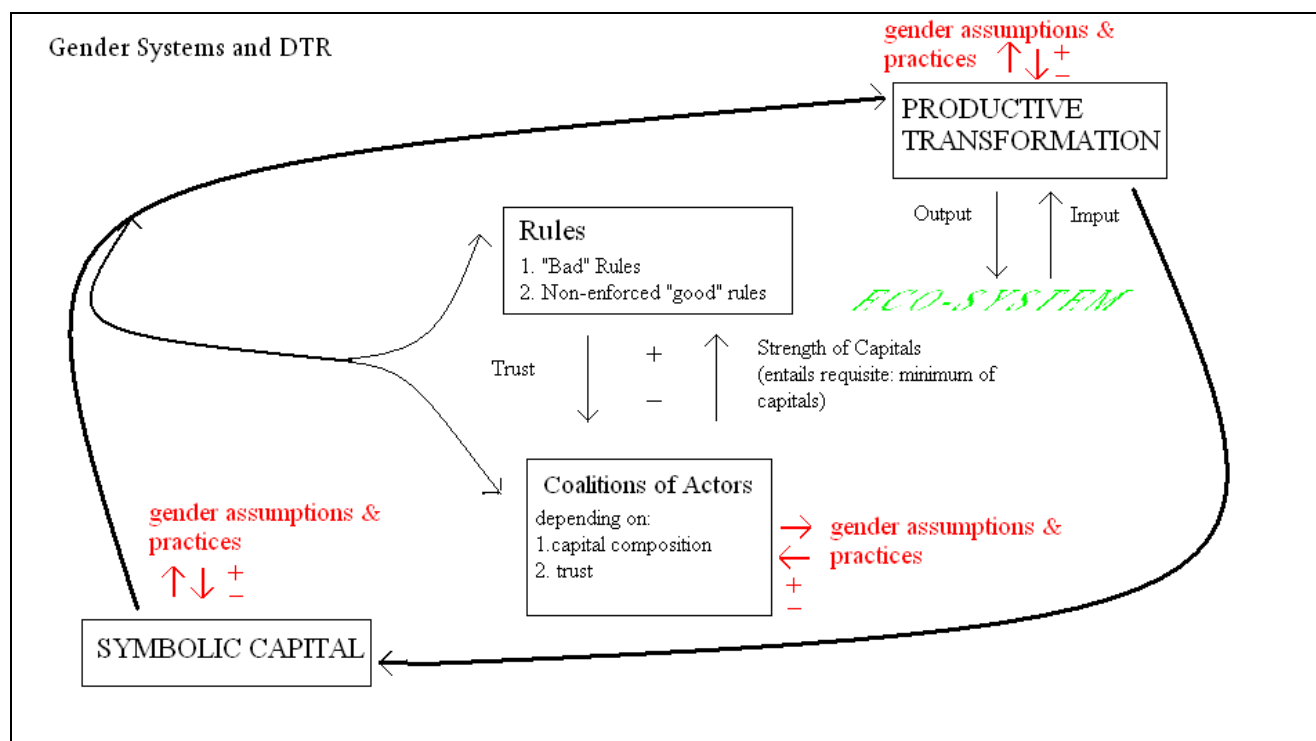 Gender Systems and DTR
gender assumptions &
practices
+
−
PRODUCTIVE
TRANSFORMATION
Output
Imput
ECO-SYSTEM
Rules
1. "Bad" Rules
2. Non-enforced "good" rules
Trust
+
−
Strength of Capitals
(entails requisite: minimum of
capitals)
Coalitions of Actors
depending on:
1.capital composition
2. trust
gender assumptions &
practices
+
−
gender assumptions &
practices
+
−
SYMBOLIC CAPITAL